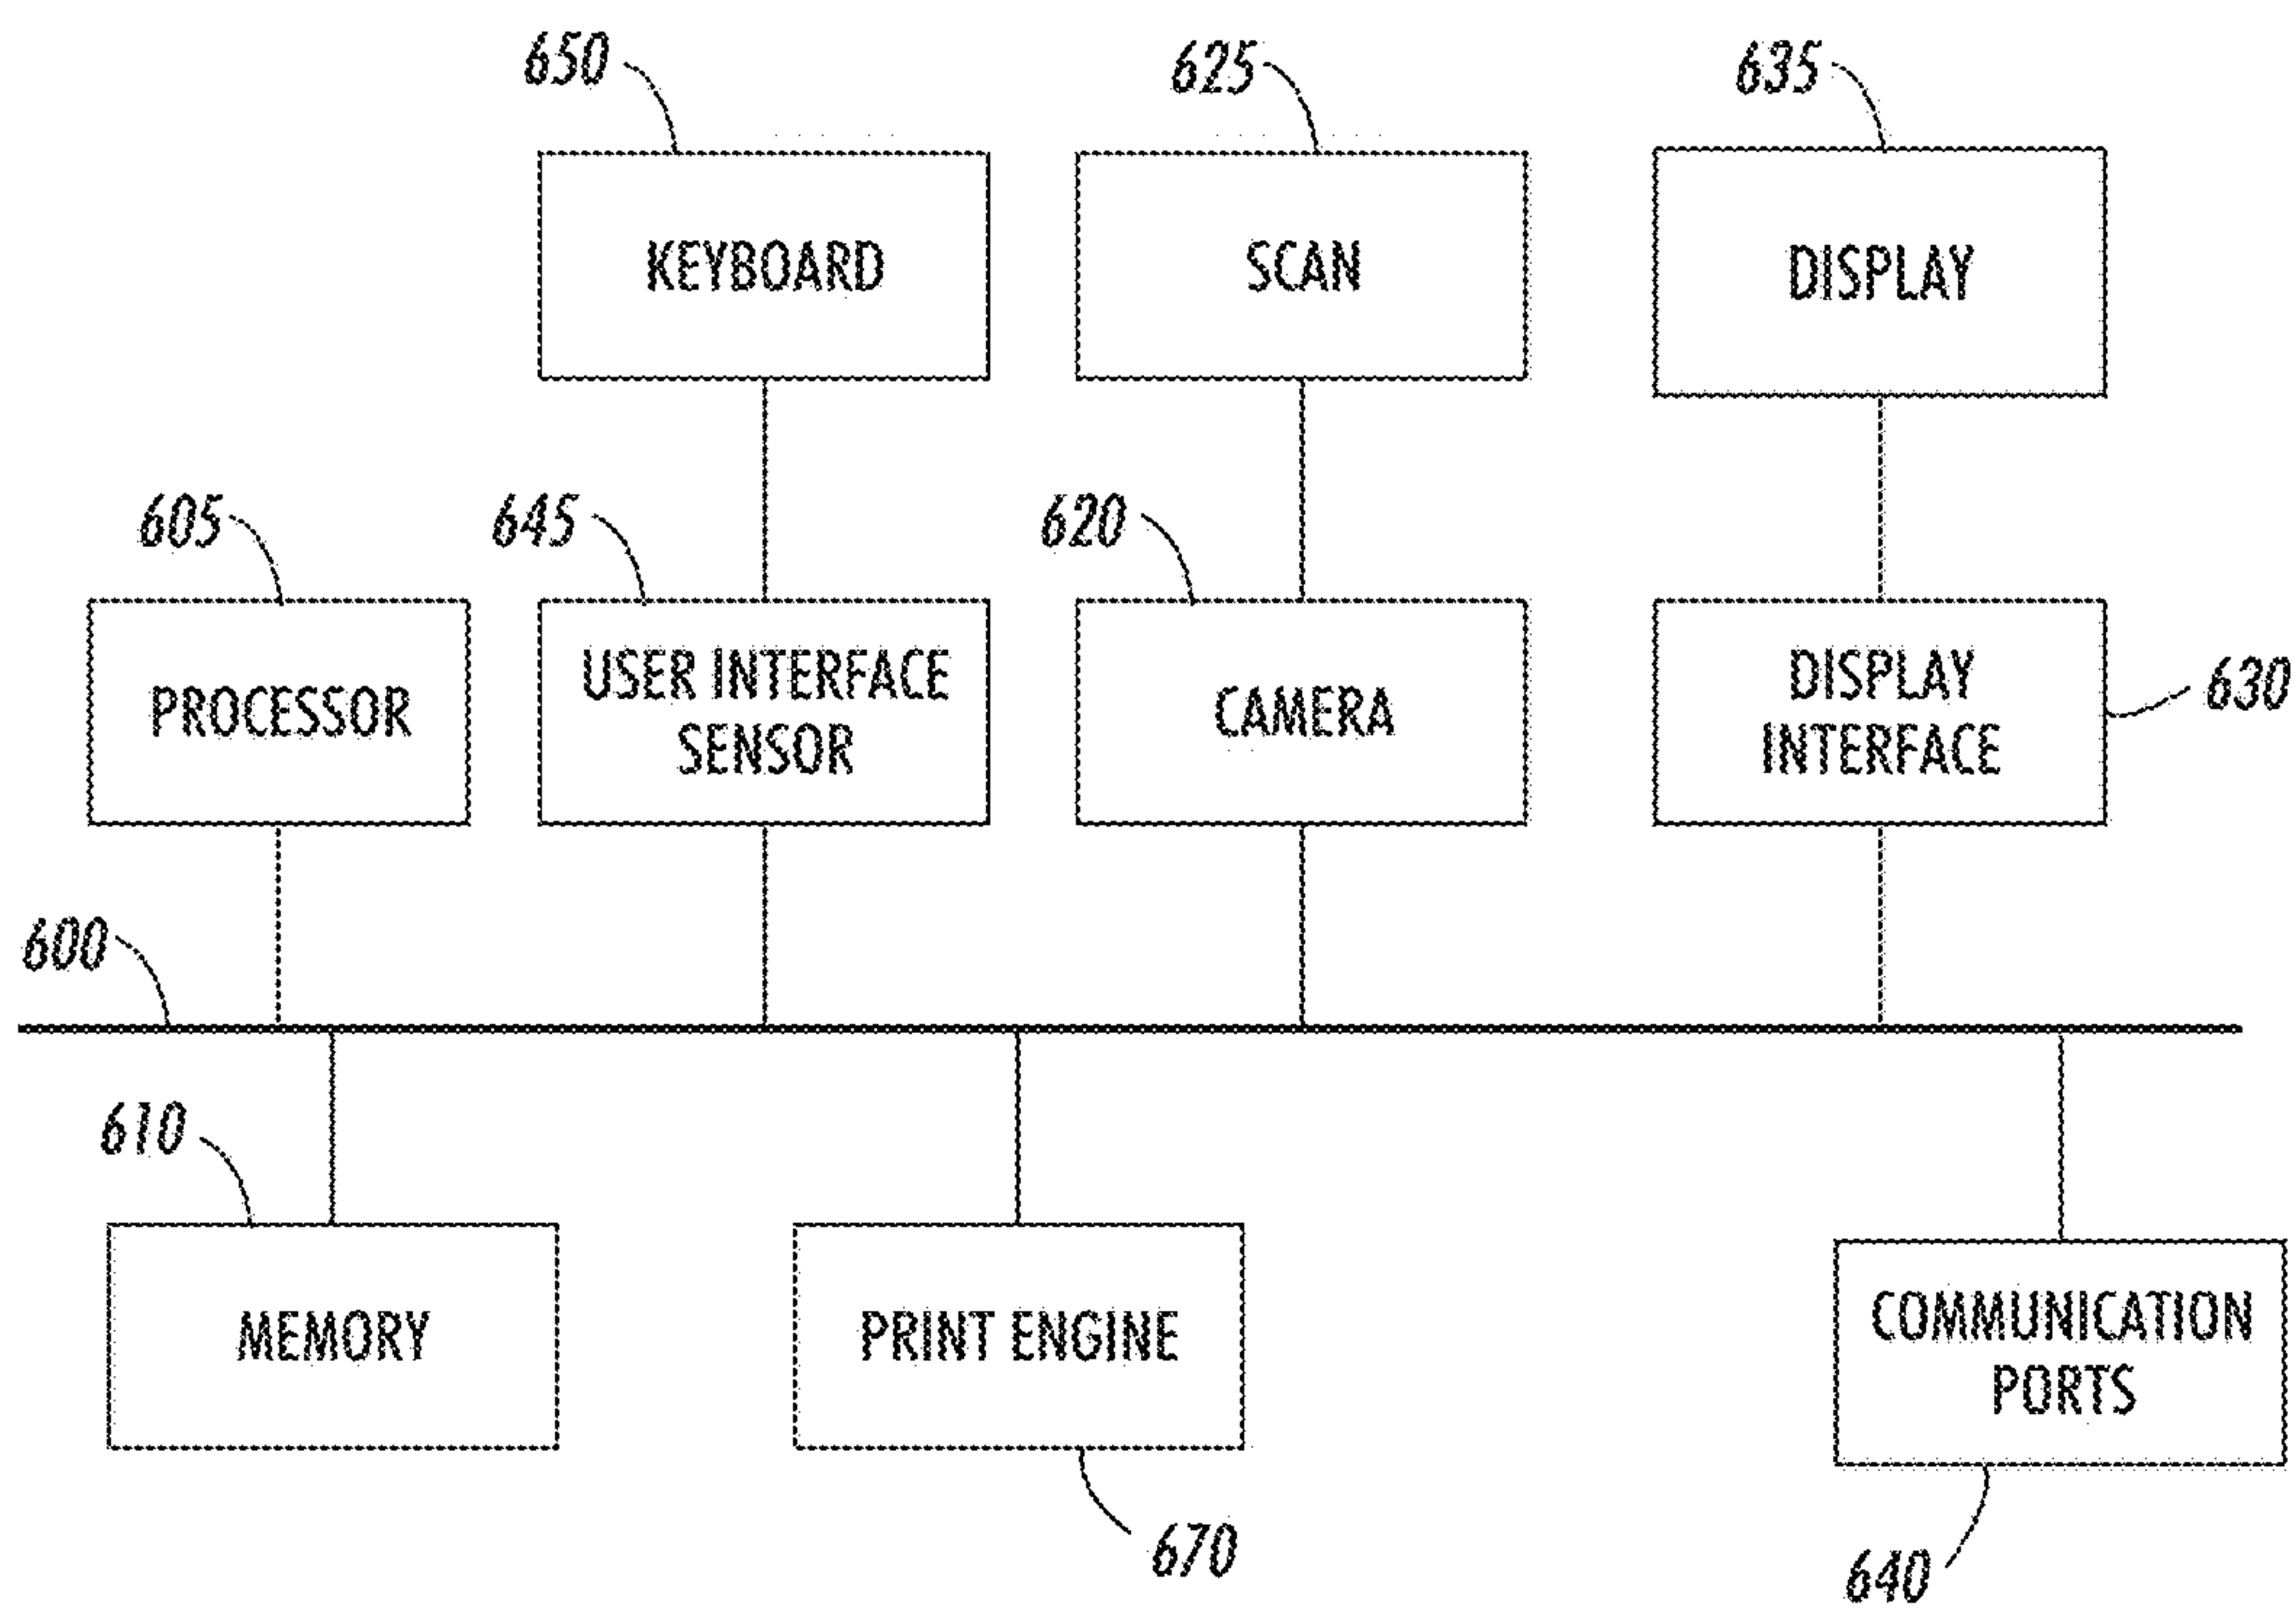 650
625
635
KEYBOARD
SCAN
DISPLAY
605
645
620
PROCESSOR
USER INTERFACE
SENSOR
CAMERA
DISPLAY
INTERFACE
630
600
610
MEMORY
PRINT ENGINE
COMMUNICATION
PORTS
670
640